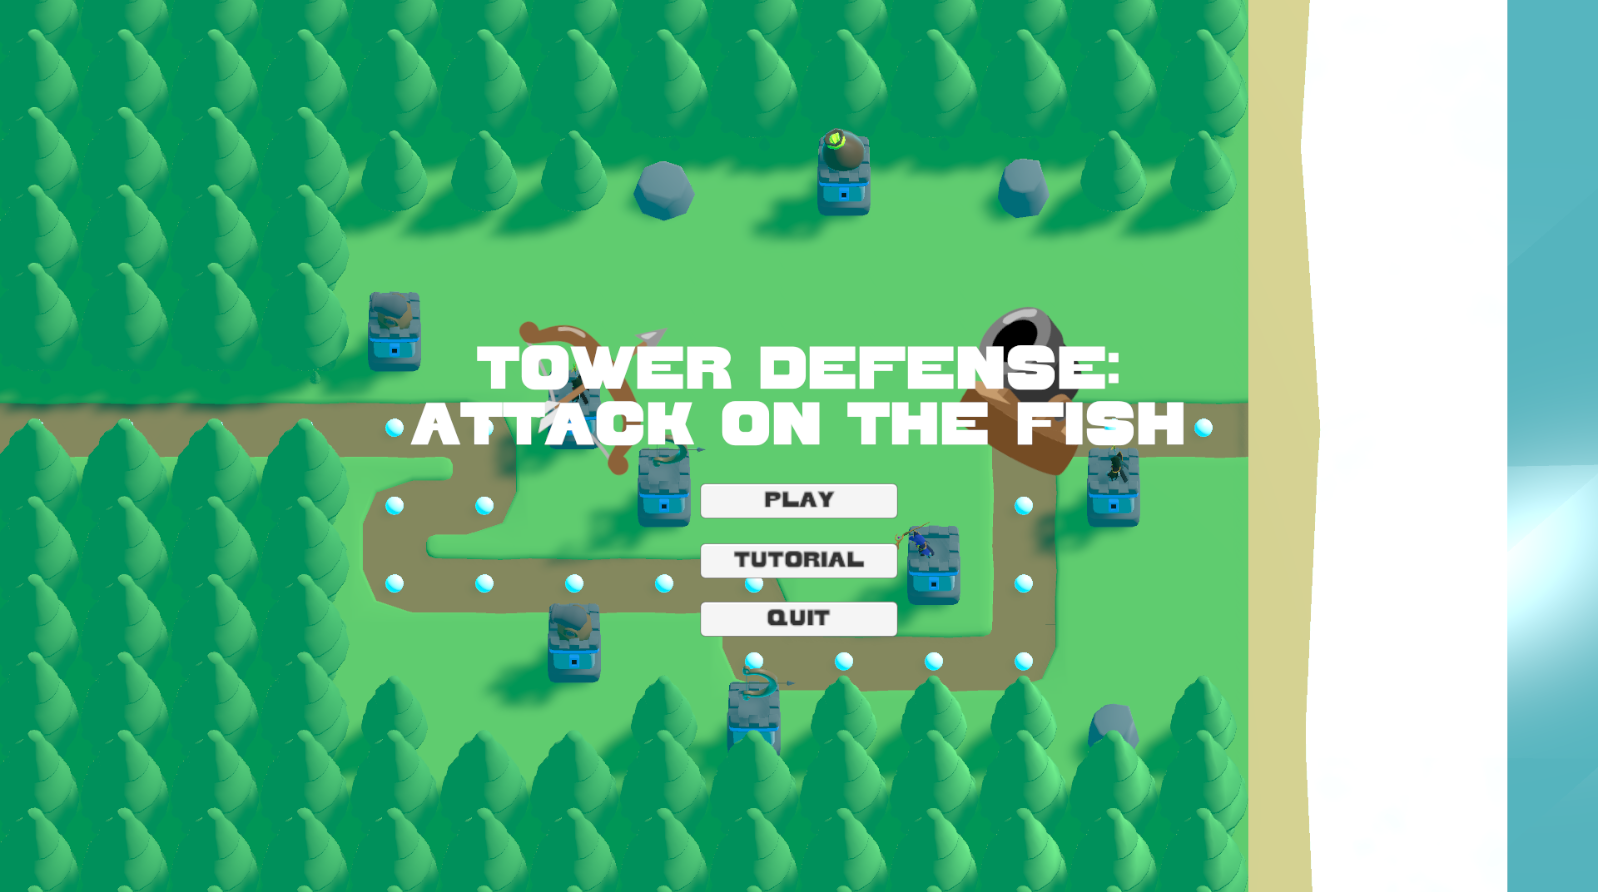 TOWER DEFENSE:
ATTACK ON THE FISH
PLAY
TUTORIAL
QUIT